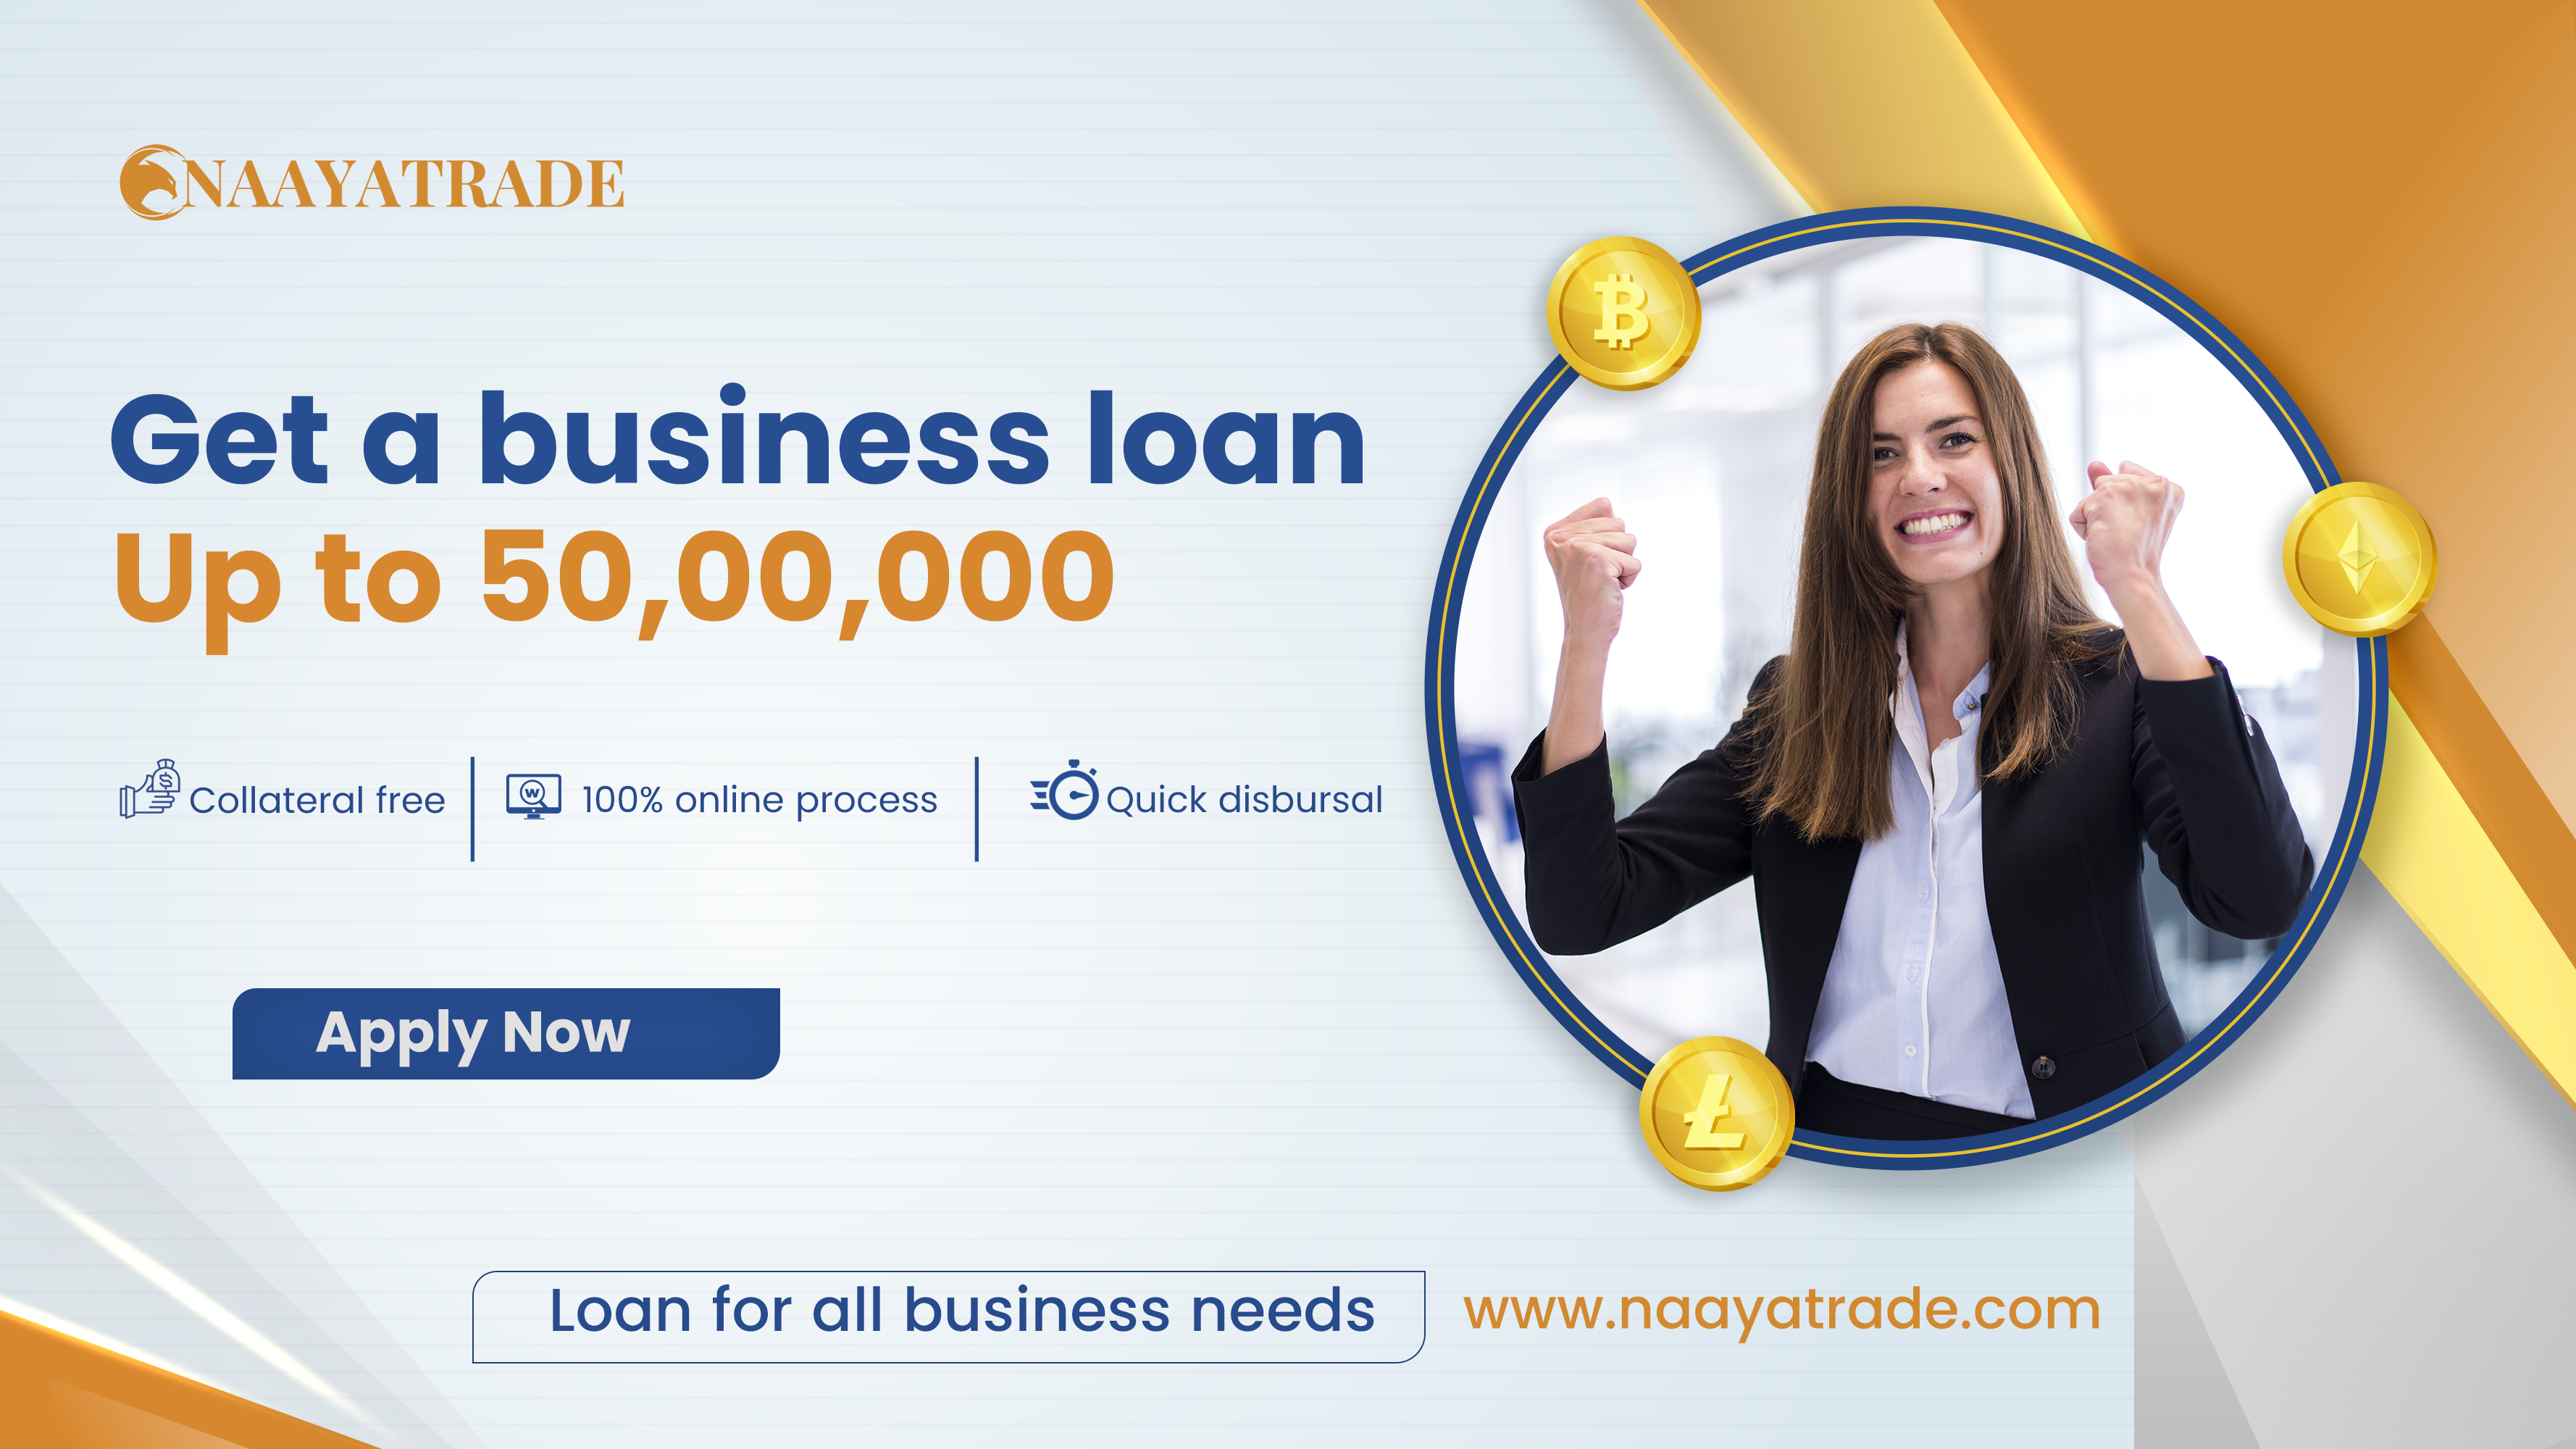 NAAYATRADE
Get a business loan
Up to 50,00,000
Collateral free
100% online process
Quick disbursal
Apply Now
Loan for all business needs
www.naayatrade.com